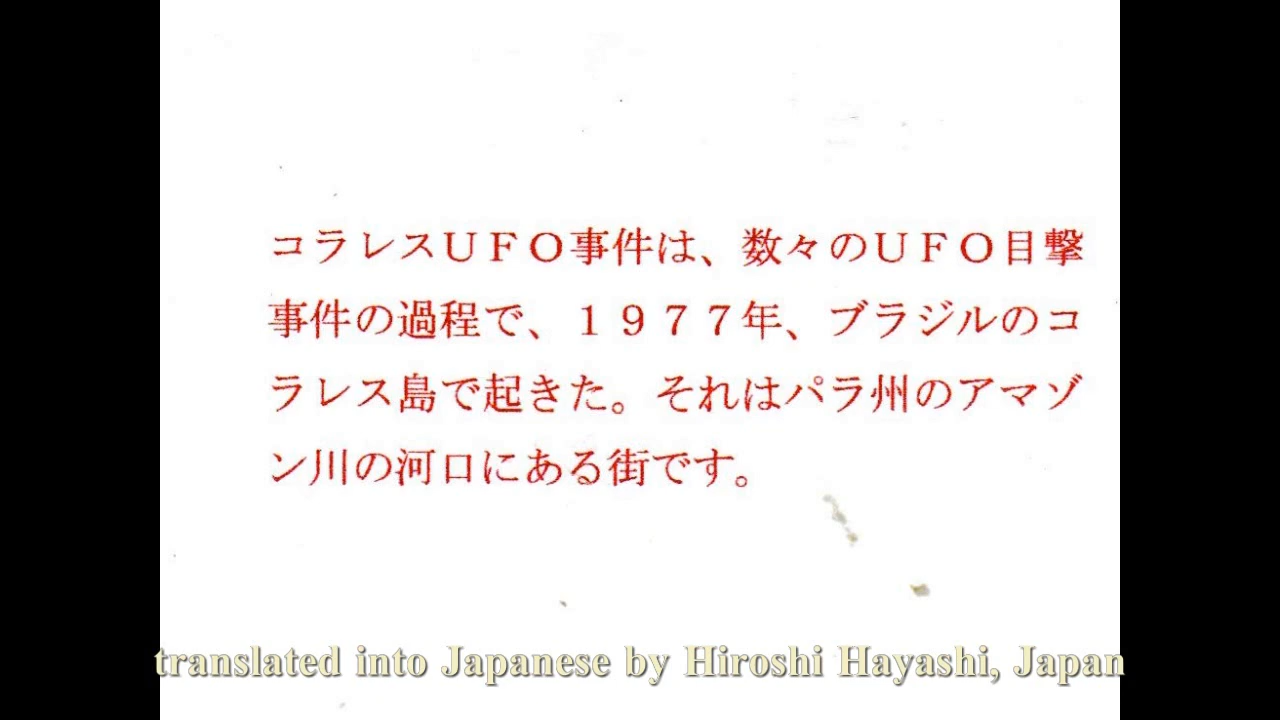 コラレスＵＦＯ事件は、数々のＵＦＯ目撃
事件の過程で、１９７７年、ブラジルのコ
ラレス島で起きた。それはパラ州のアマゾ
ン川の河口にある街です。
translated into Japanese by Hiroshi Hayashi, Japan